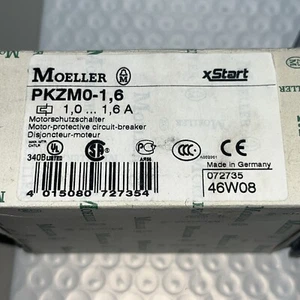 MOELLER xStart
PKZM0-1,6
1,0 ... 1,6 A
Motorschutzschalter
Motor-protective circuit-breaker
Disjoncteur-moteur
340B LISTED
Made in Germany
072735
4 015080 727354
46W08